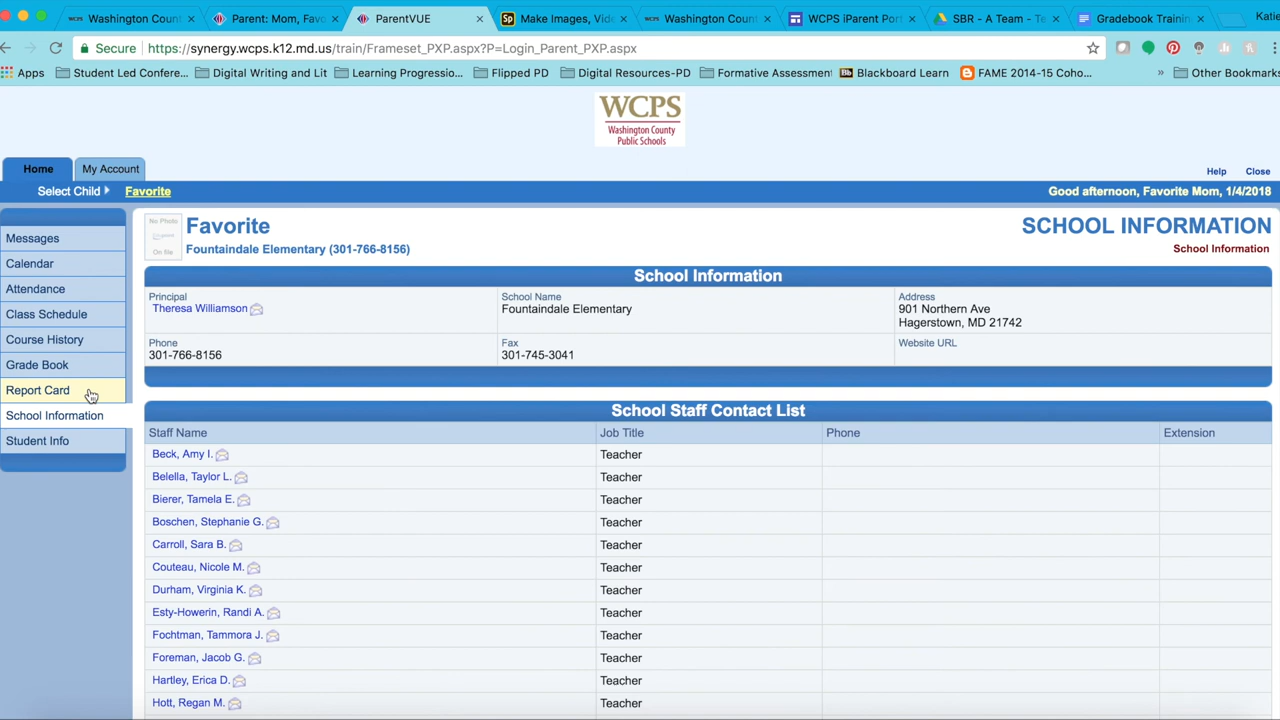 Washington Count
Parent: Mom, Favo
ParentVUE
Sp Make Images, Vide
Washington Count
WCPS iParent Port
SBR - A Team - Te
Gradebook Trainin
Katie
Secure https://synergy.wcps.k12.md.us/train/Frameset_PXP.aspx?P=Login_Parent_PXP.aspx
Apps Student Led Confere... Digital Writing and Lit Learning Progressio... Flipped PD Digital Resources-PD Formative Assessment Bb Blackboard Learn FAME 2014-15 Coho... » Other Bookmarks
WCPS
Washington County
Public Schools
Home My Account Help Close
Select Child Favorite Good afternoon, Favorite Mom, 1/4/2018
Messages
Calendar
Attendance
Class Schedule
Course History
Grade Book
Report Card
School Information
Student Info
No Photo
On file
Favorite
Fountaindale Elementary (301-766-8156)
SCHOOL INFORMATION
School Information
School Information
Principal School Name Address
Theresa Williamson Fountaindale Elementary 901 Northern Ave
Hagerstown, MD 21742
Phone Fax Website URL
301-766-8156 301-745-3041
School Staff Contact List
Staff Name Job Title Phone Extension
Beck, Amy I. Teacher
Belella, Taylor L. Teacher
Bierer, Tamela E. Teacher
Boschen, Stephanie G. Teacher
Carroll, Sara B. Teacher
Couteau, Nicole M. Teacher
Durham, Virginia K. Teacher
Esty-Howerin, Randi A. Teacher
Fochtman, Tammora J. Teacher
Foreman, Jacob G. Teacher
Hartley, Erica D. Teacher
Hott, Regan M. Teacher